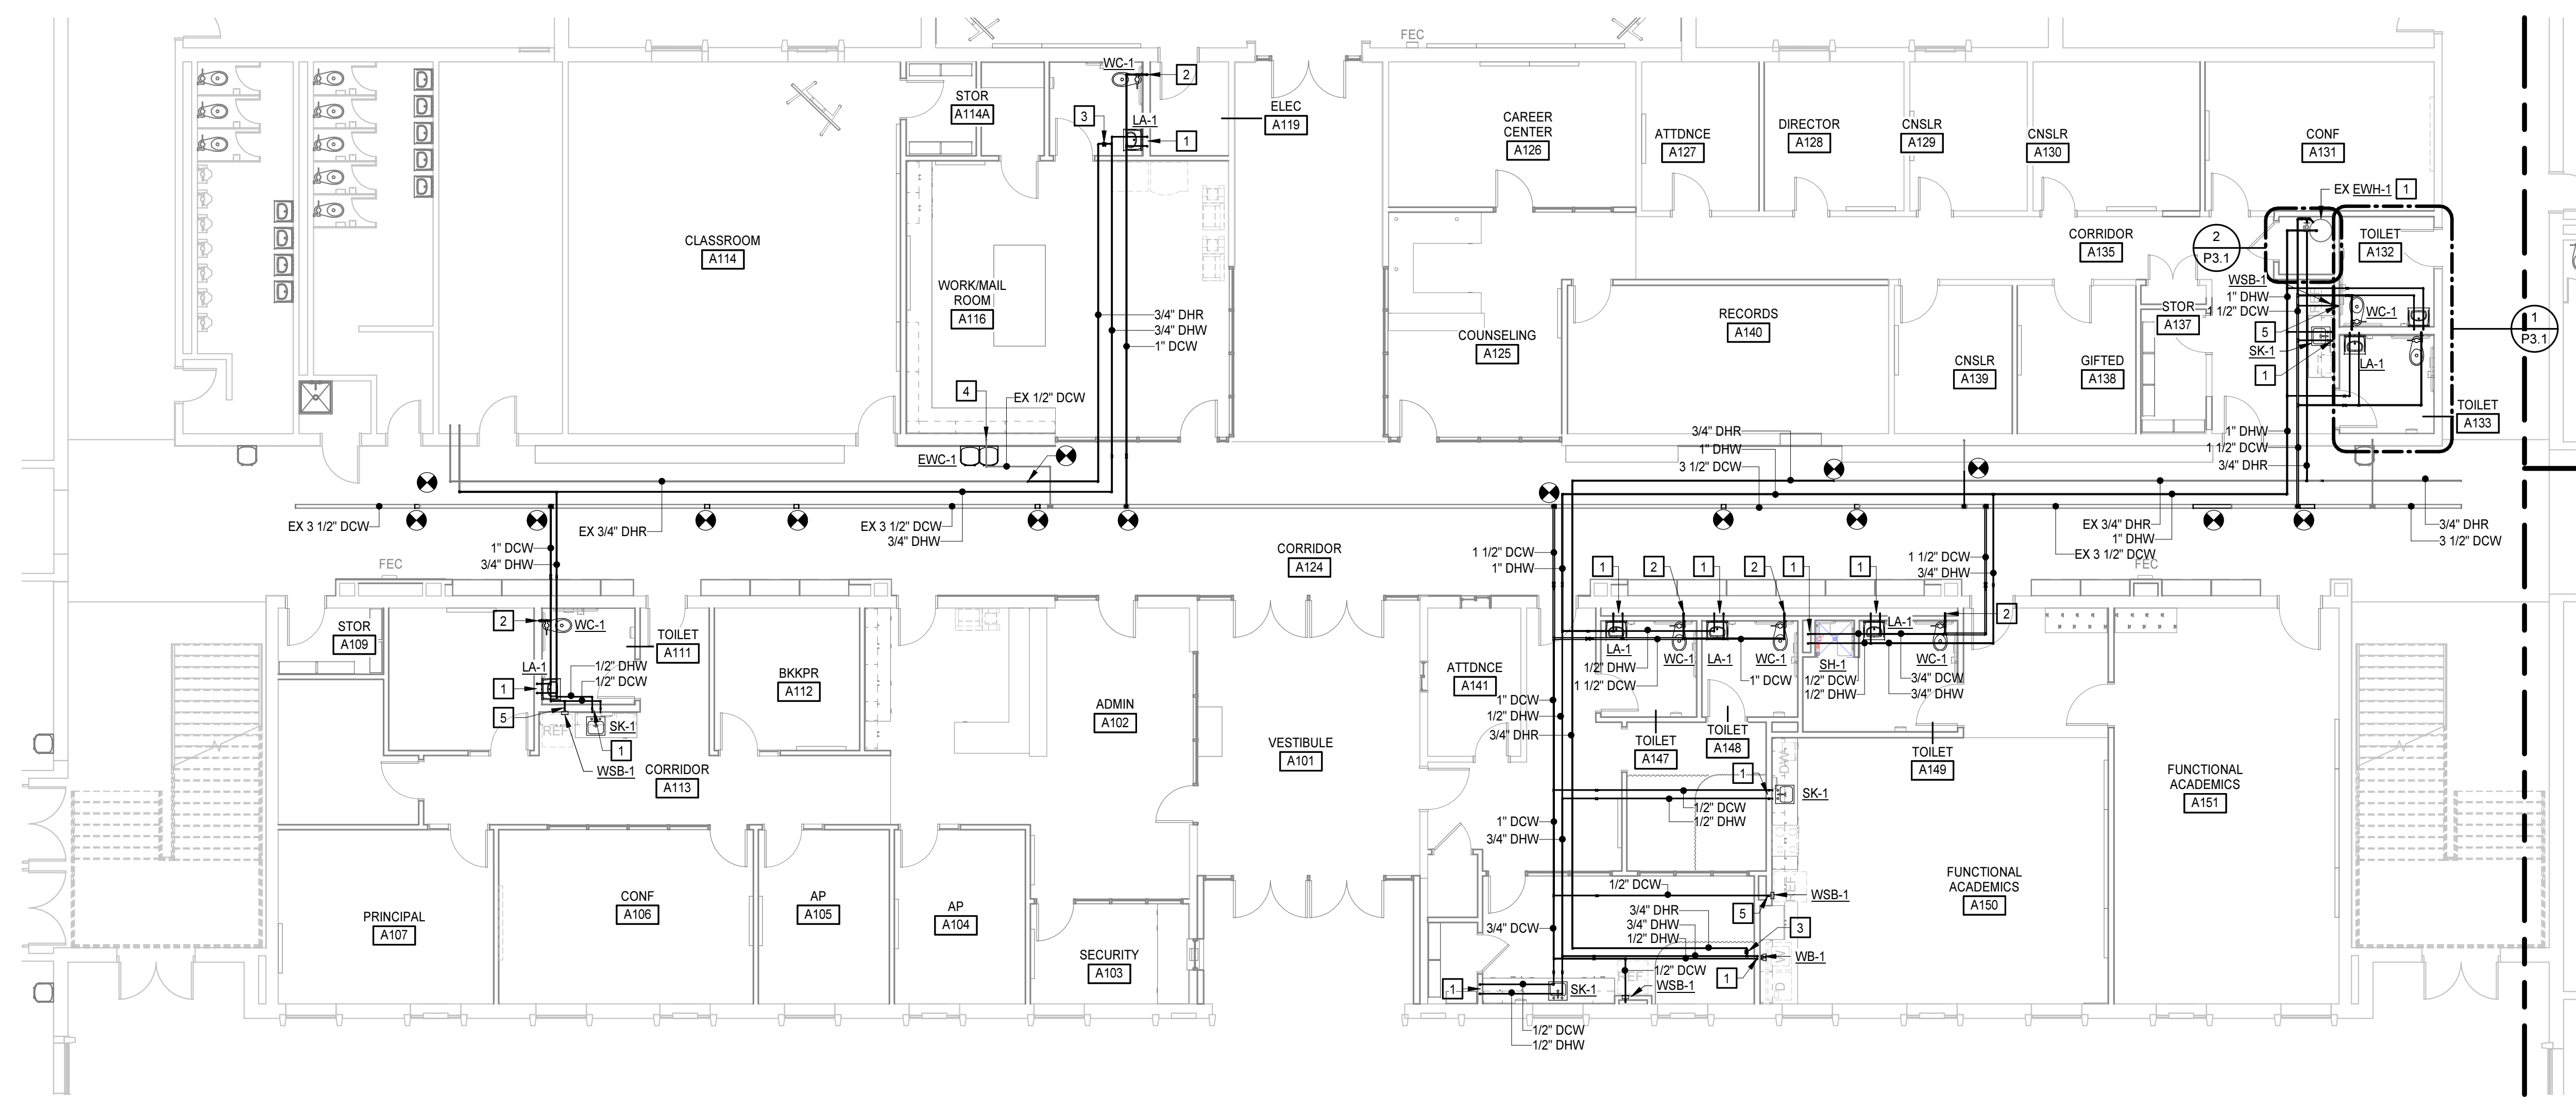 FEC
WC-1
2
STOR
A114A
3
LA-1
1
ELEC
A119
CAREER
CENTER
A126
ATTDNCE
A127
DIRECTOR
A128
CNSLR
A129
CNSLR
A130
CONF
A131
EX EWH-1
1
CLASSROOM
A114
WORK/MAIL
ROOM
A116
3/4" DHR
3/4" DHW
1" DCW
COUNSELING
A125
RECORDS
A140
CORRIDOR
A135
2
P3.1
TOILET
A132
WSB-1
1" DHW
1 1/2" DCW
STOR
A137
5
WC-1
1
P3.1
SK-1
CNSLR
A139
GIFTED
A138
1
LA-1
TOILET
A133
4
EX 1/2" DCW
EWC-1
3/4" DHR
1" DHW
3 1/2" DCW
1" DHW
1 1/2" DCW
3/4" DHR
EX 3 1/2" DCW
EX 3/4" DHR
EX 3 1/2" DCW
3/4" DHW
EX 3/4" DHR
1" DHW
EX 3 1/2" DCW
3/4" DHR
3 1/2" DCW
1" DCW
3/4" DHW
FEC
CORRIDOR
A124
1 1/2" DCW
1" DHW
1
2
1
2
1
1
1 1/2" DCW
3/4" DHW
FEC
2
STOR
A109
2
WC-1
TOILET
A111
LA-1
1/2" DHW
1/2" DCW
1
5
REF
SK-1
1
WSB-1
CORRIDOR
A113
BKKPR
A112
ADMIN
A102
VESTIBULE
A101
ATTDNCE
A141
LA-1
WC-1
LA-1
WC-1
SH-1
LA-1
WC-1
1/2" DHW
1 1/2" DCW
1" DCW
1/2" DCW
1/2" DHW
3/4" DCW
3/4" DHW
1" DCW
1/2" DHW
3/4" DHR
TOILET
A147
TOILET
A148
TOILET
A149
DW
1
SK-1
1/2" DCW
1/2" DHW
1" DCW
3/4" DHW
FUNCTIONAL
ACADEMICS
A151
FUNCTIONAL
ACADEMICS
A150
PRINCIPAL
A107
CONF
A106
AP
A105
AP
A104
SECURITY
A103
1/2" DCW
REF
WSB-1
5
3/4" DHR
3/4" DHW
1/2" DHW
3/4" DCW
3
WB-1
1
W
D
REF
1/2" DCW
WSB-1
1
SK-1
1/2" DCW
1/2" DHW